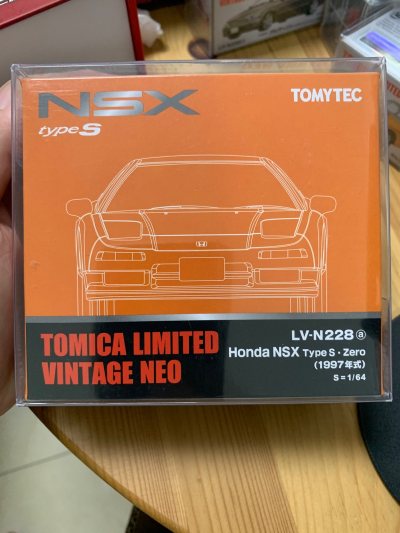 NSX
type S
TOMYTEC
TOMICA LIMITED
VINTAGE NEO
LV-N228 ⓐ
Honda NSX Type S・Zero
(1997年式)
S=1/64